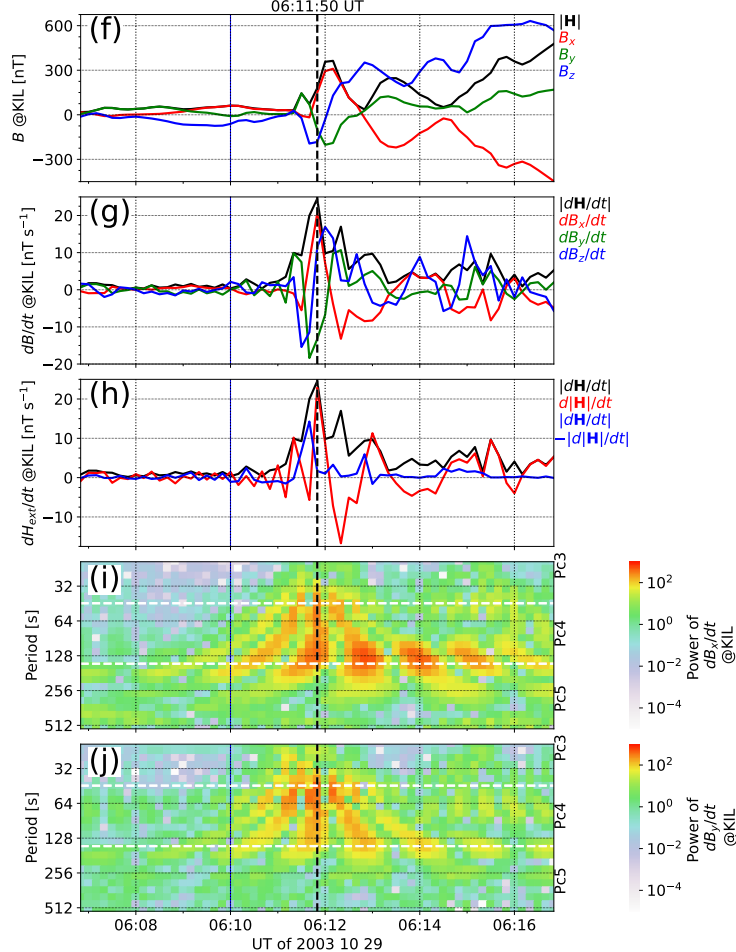 06:11:50 UT
(f)
600
300
0
−300
B @KIL [nT]
|H|
Bx
By
Bz
(g)
20
10
0
−10
−20
dB/dt @KIL [nT s−1]
|dH/dt|
dBx/dt
dBy/dt
dBz/dt
(h)
20
10
0
−10
dHext/dt @KIL [nT s−1]
|dH/dt|
d|H|/dt
|dH/dt|
−|d|H|/dt|
(i)
32
64
128
256
512
Period [s]
Pc3
Pc4
Pc5
10²
10⁰
10⁻²
10⁻⁴
Power of
dBx/dt
@KIL
(j)
32
64
128
256
512
Period [s]
Pc3
Pc4
Pc5
10²
10⁰
10⁻²
10⁻⁴
Power of
dBy/dt
@KIL
06:08 06:10 06:12 06:14 06:16
UT of 2003 10 29